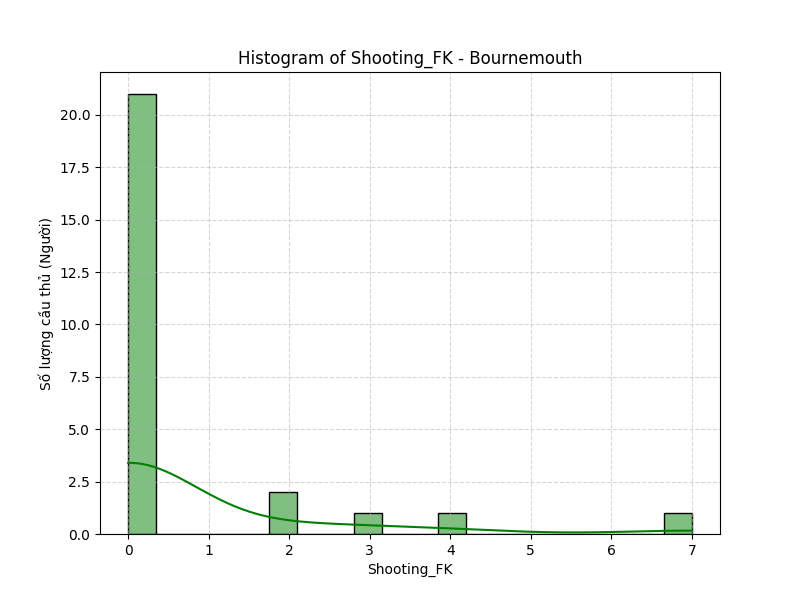 Histogram of Shooting_FK - Bournemouth
Số lượng cầu thủ (Người)
20.0
17.5
15.0
12.5
10.0
7.5
5.0
2.5
0.0
0 1 2 3 4 5 6 7
Shooting_FK